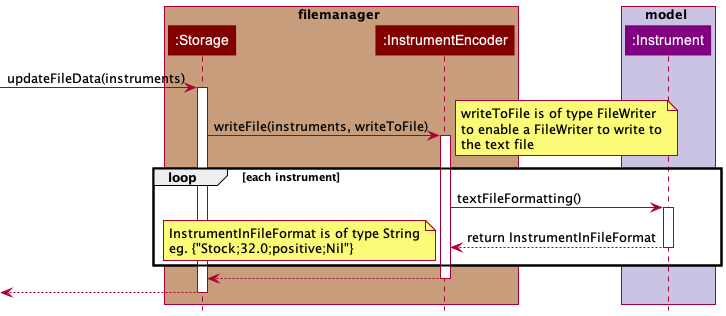 filemanager
model
:Storage
:InstrumentEncoder
:Instrument
updateFileData(instruments)
writeFile(instruments, writeToFile)
writeToFile is of type FileWriter
to enable a FileWriter to write to
the text file
loop
[each instrument]
textFileFormatting()
InstrumentInFileFormat is of type String
eg. {"Stock;32.0;positive;Nil"}
return InstrumentInFileFormat